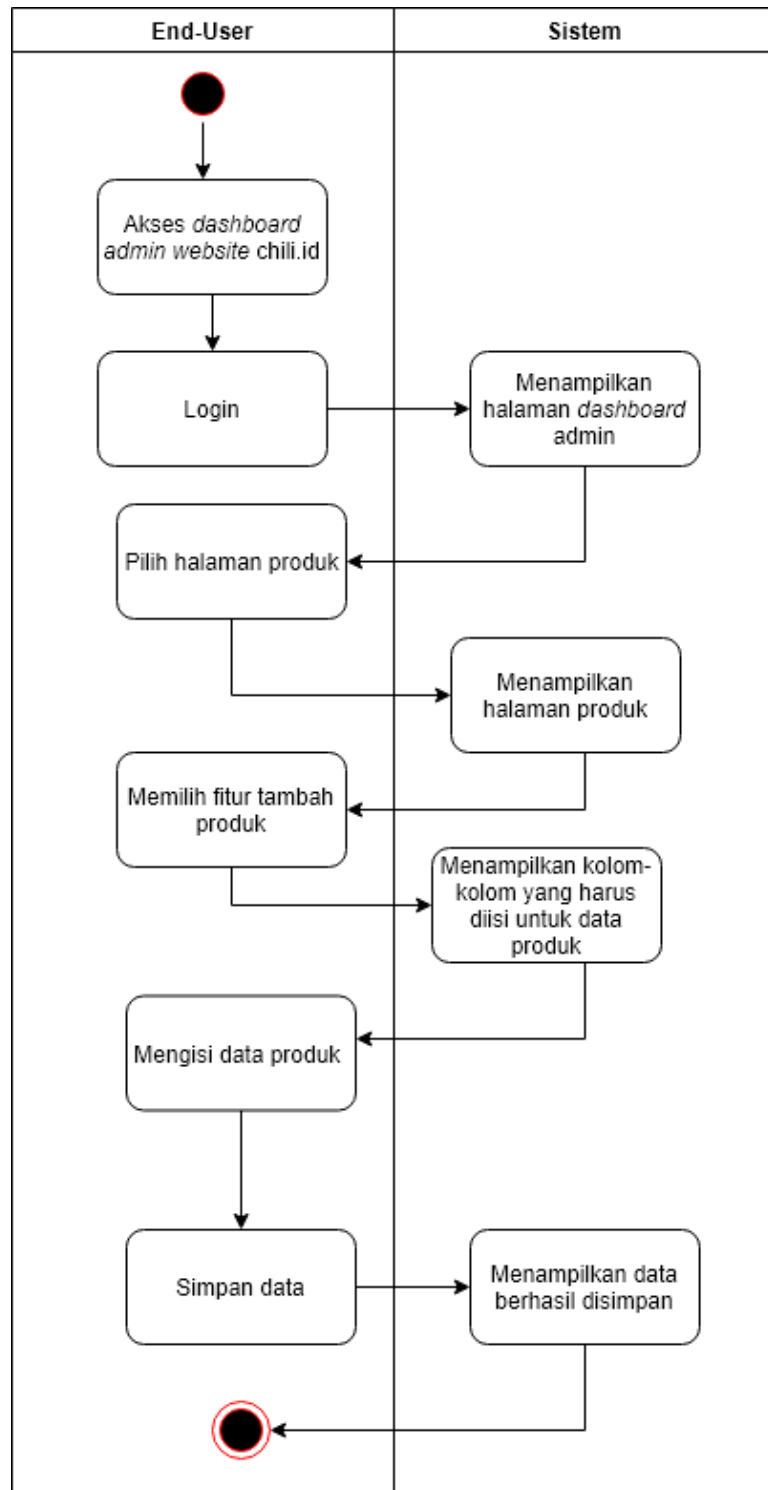 End-User
Sistem
Akses dashboard
admin website chili.id
Login
Menampilkan
halaman dashboard
admin
Pilih halaman produk
Menampilkan
halaman produk
Memilih fitur tambah
produk
Menampilkan kolom-
kolom yang harus
diisi untuk data
produk
Mengisi data produk
Simpan data
Menampilkan data
berhasil disimpan